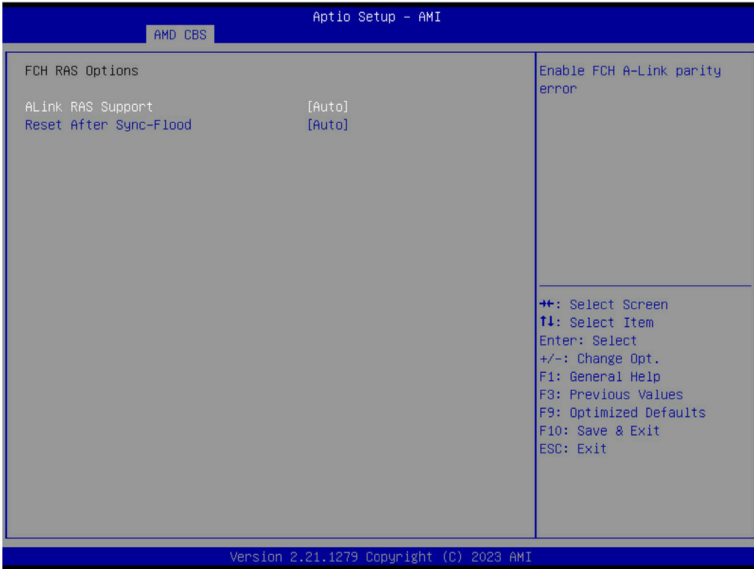 Aptio Setup - AMI
AMD CBS
FCH RAS Options
ALink RAS Support [Auto]
Reset After Sync-Flood [Auto]
Enable FCH A-Link parity
error
→←: Select Screen
↑↓: Select Item
Enter: Select
+/-: Change Opt.
F1: General Help
F3: Previous Values
F9: Optimized Defaults
F10: Save & Exit
ESC: Exit
Version 2.21.1279 Copyright (C) 2023 AMI